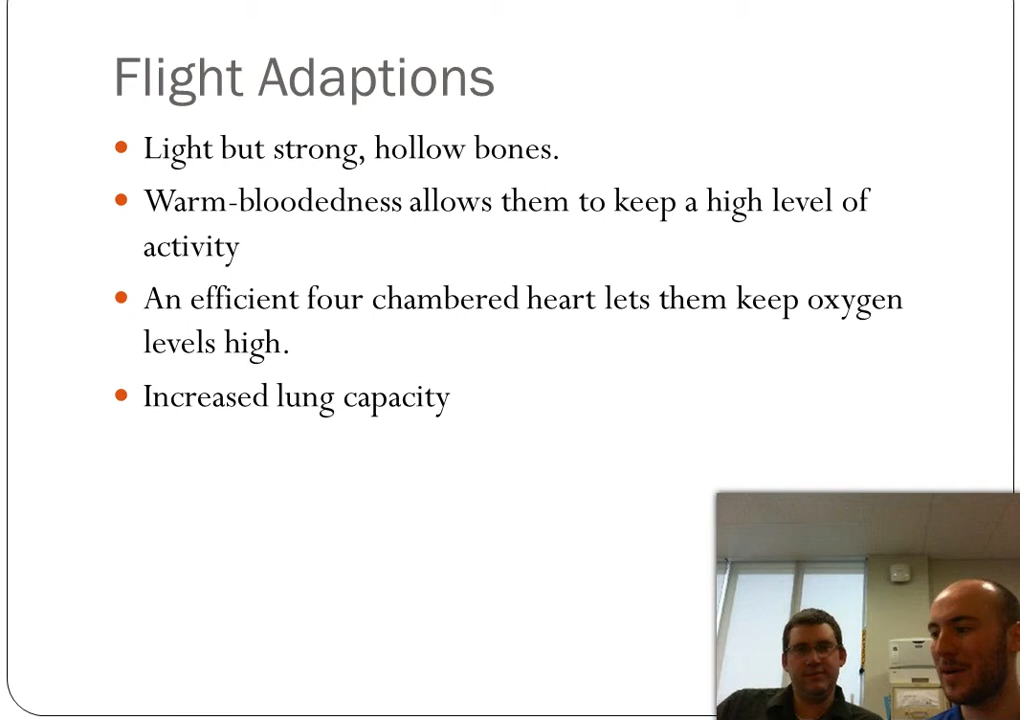 Flight Adaptions
Light but strong, hollow bones.
Warm-bloodedness allows them to keep a high level of
activity
An efficient four chambered heart lets them keep oxygen
levels high.
Increased lung capacity